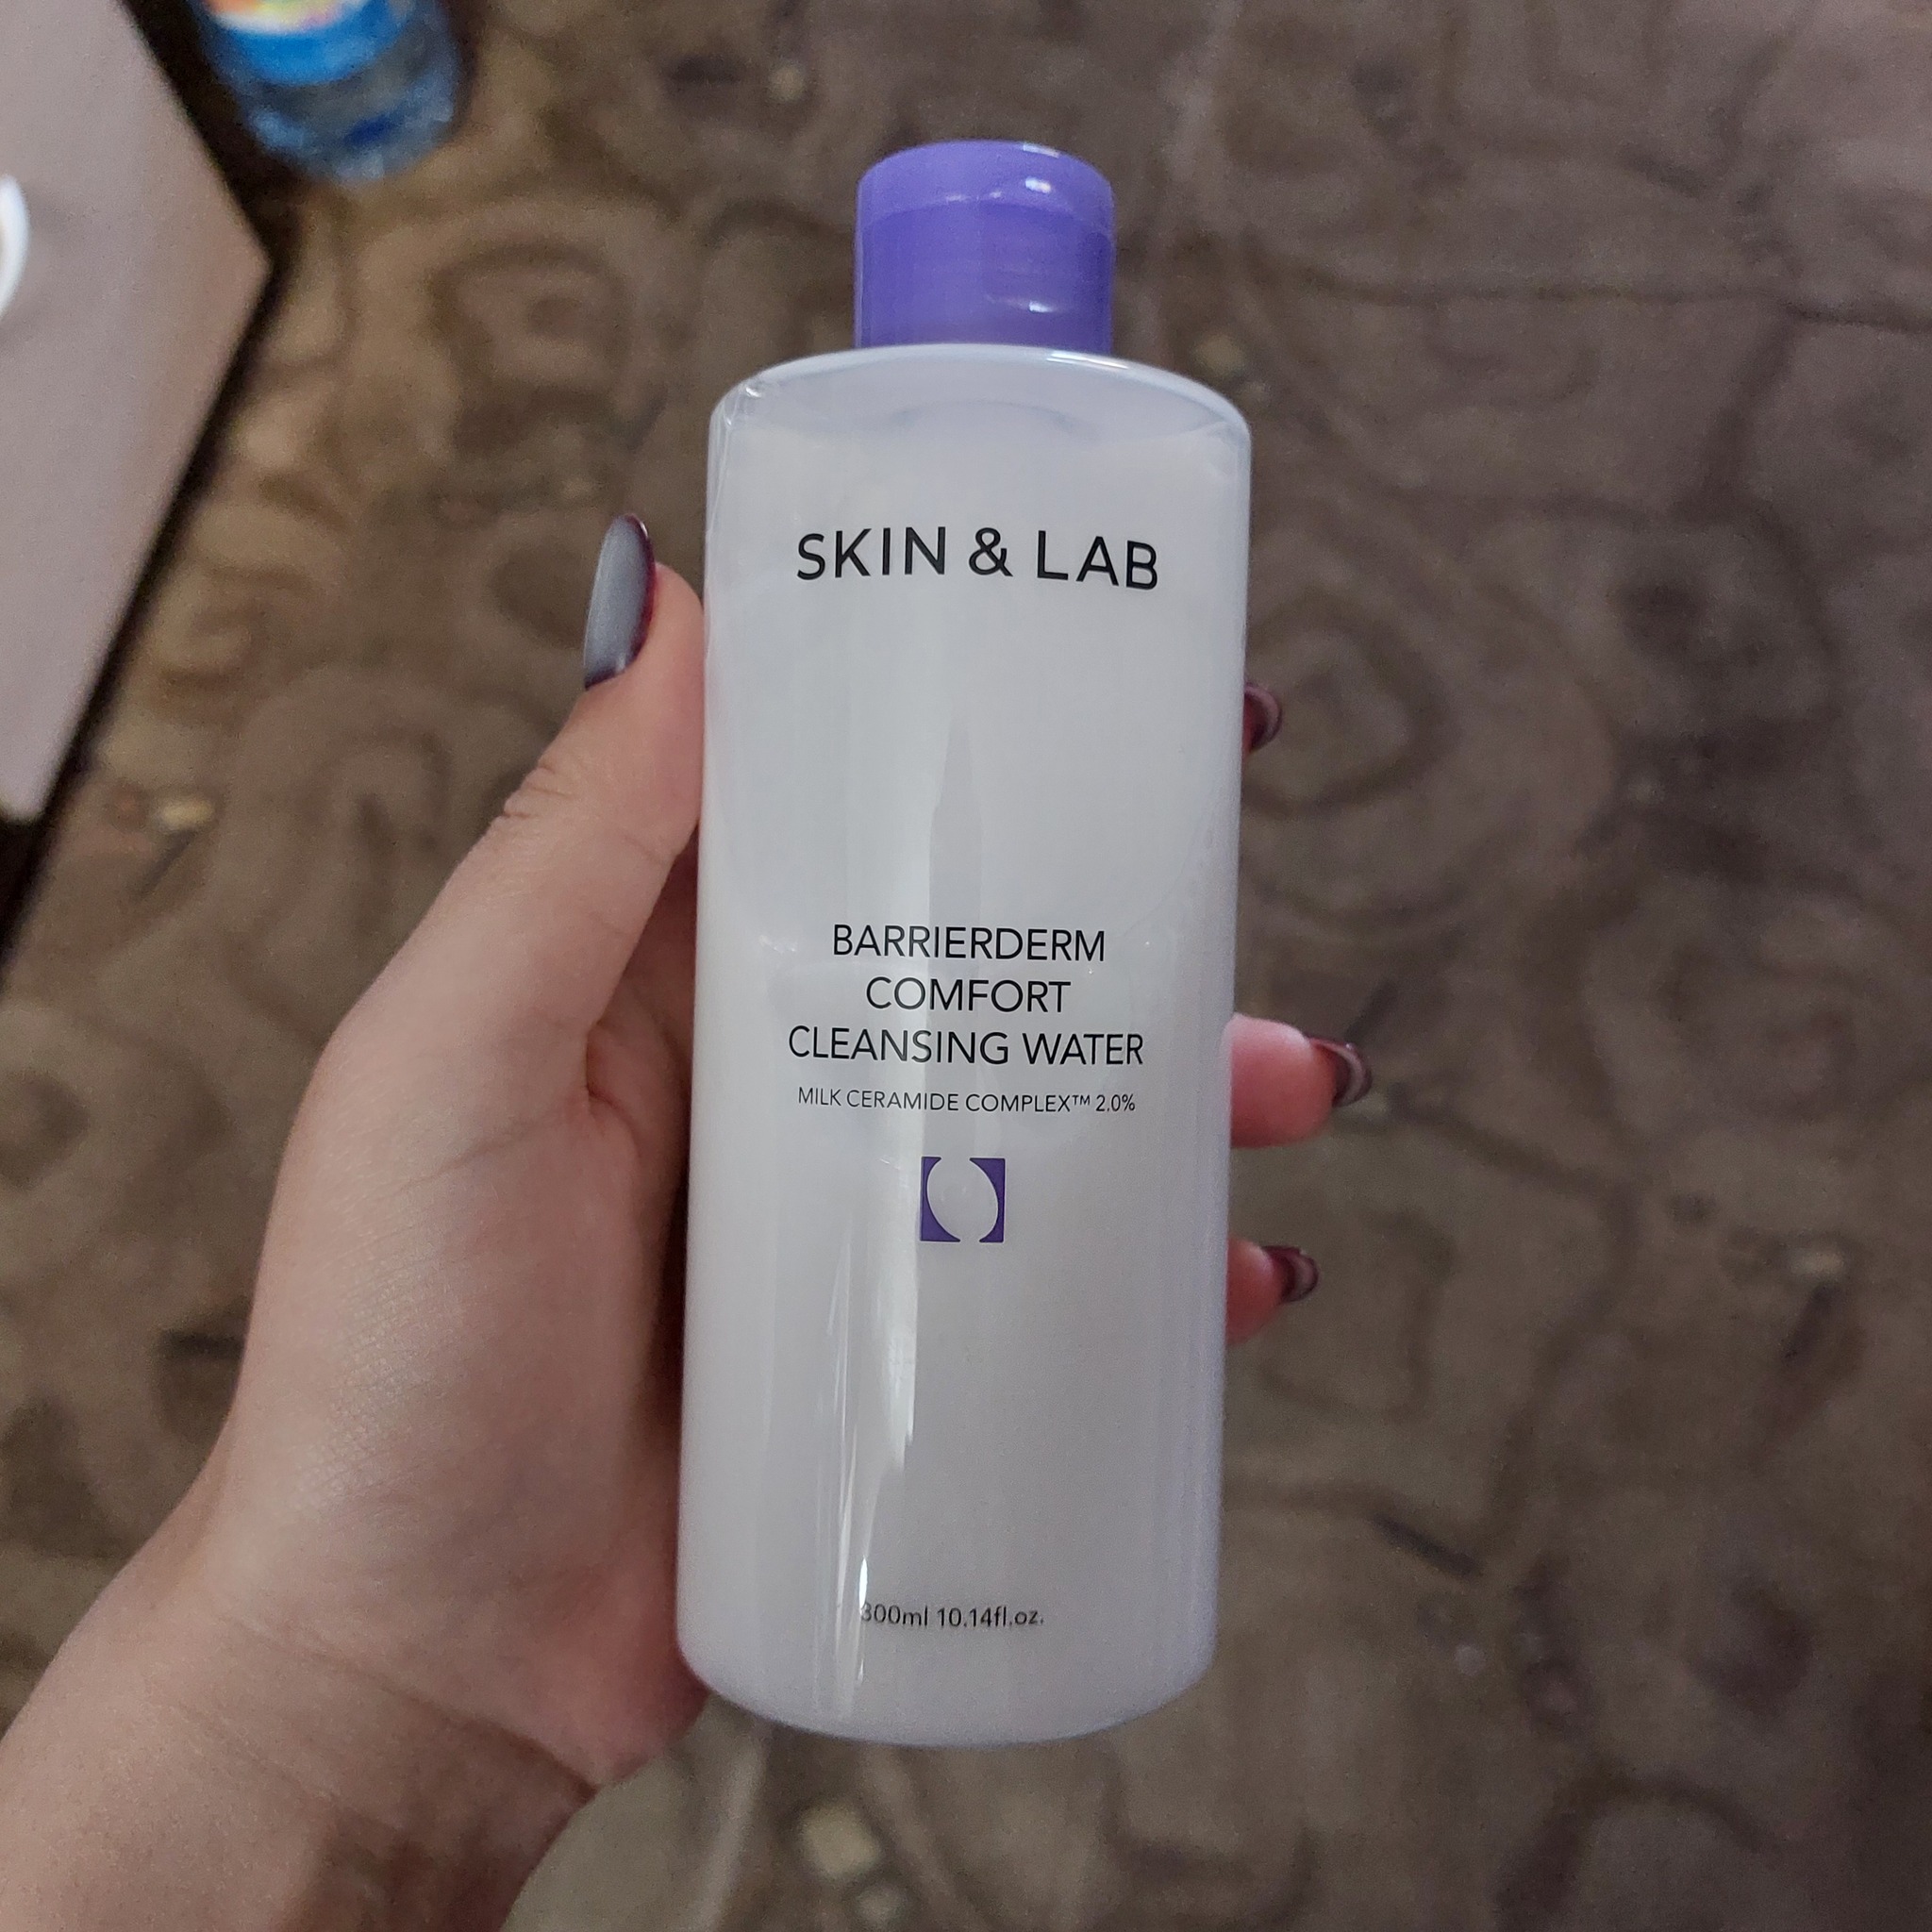 SKIN & LAB
BARRIERDERM
COMFORT
CLEANSING WATER
MILK CERAMIDE COMPLEX™ 2.0%
300ml 10.14fl.oz.